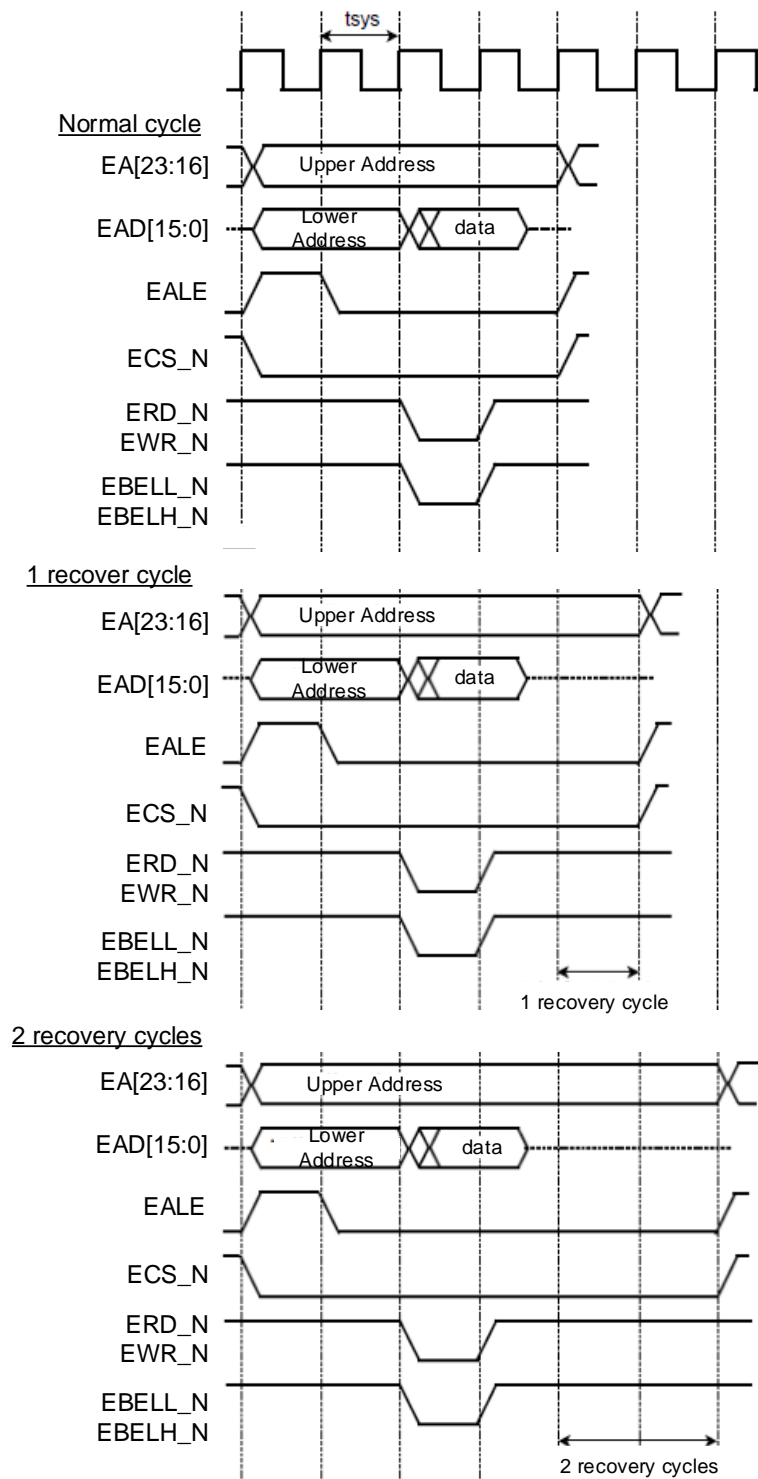 tsys
Normal cycle
EA[23:16]
Upper Address
EAD[15:0]
Lower
Address
data
EALE
ECS_N
ERD_N
EWR_N
EBELL_N
EBELH_N
1 recover cycle
EA[23:16]
Upper Address
EAD[15:0]
Lower
Address
data
EALE
ECS_N
ERD_N
EWR_N
EBELL_N
EBELH_N
1 recovery cycle
2 recovery cycles
EA[23:16]
Upper Address
EAD[15:0]
Lower
Address
data
EALE
ECS_N
ERD_N
EWR_N
EBELL_N
EBELH_N
2 recovery cycles